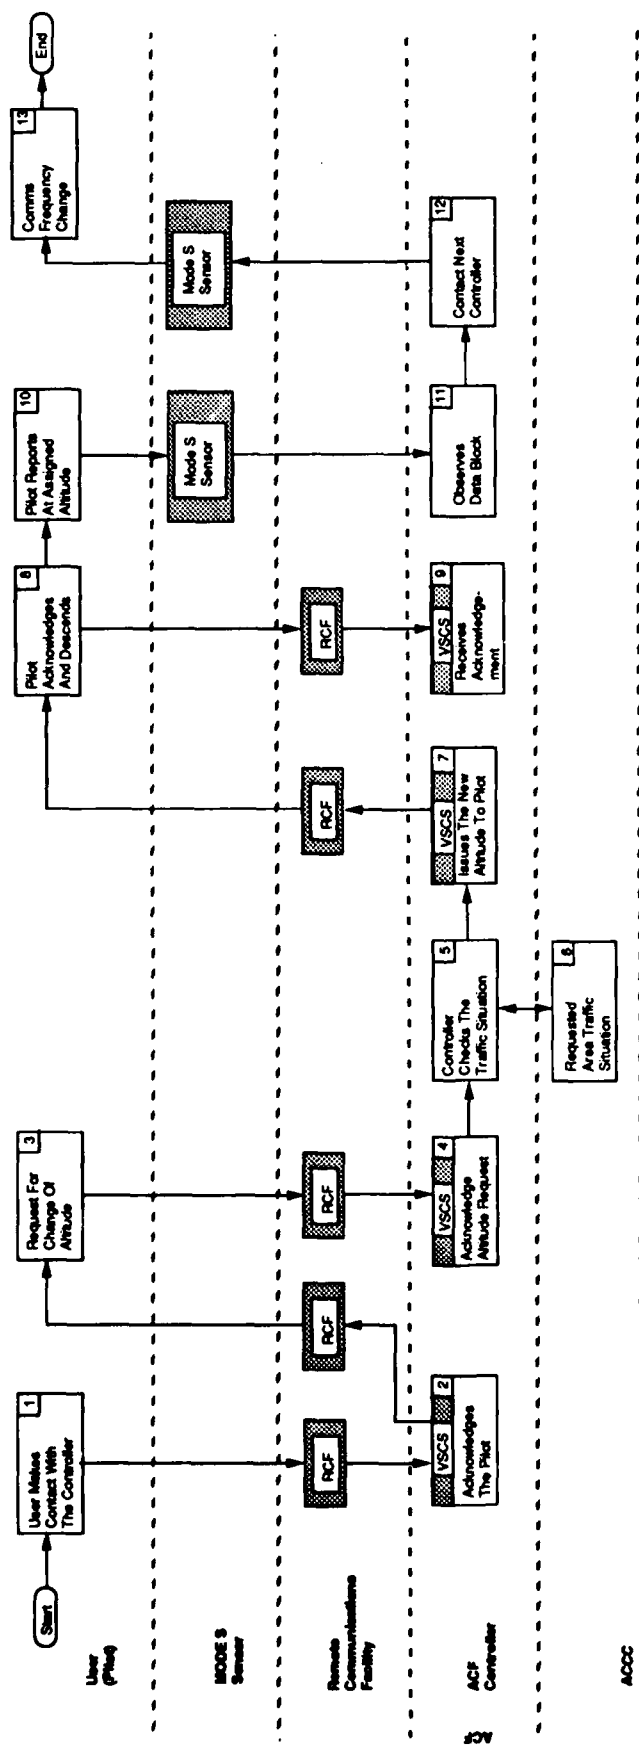 Start
1
User Makes
Contact With
The Controller
3
Request For
Change Of
Altitude
8
Pilot
Acknowledges
And Descends
10
Pilot Reports
At Assigned
Altitude
13
Comms
Frequency
Change
End
User
(Pilot)
MODE S
Sensor
Mode S
Sensor
Mode S
Sensor
Remote
Communications
Facility
RCF
RCF
RCF
RCF
RCF
ACF
Controller
VSCS 2
Acknowledges
The Pilot
VSCS 4
Acknowledge
Altitude Request
5
Controller
Checks The
Traffic Situation
VSCS 7
Issues The New
Altitude To Pilot
VSCS 9
Receives
Acknowledge-
ment
11
Observes
Data Block
12
Contact Next
Controller
ACCC
6
Requested
Area Traffic
Situation